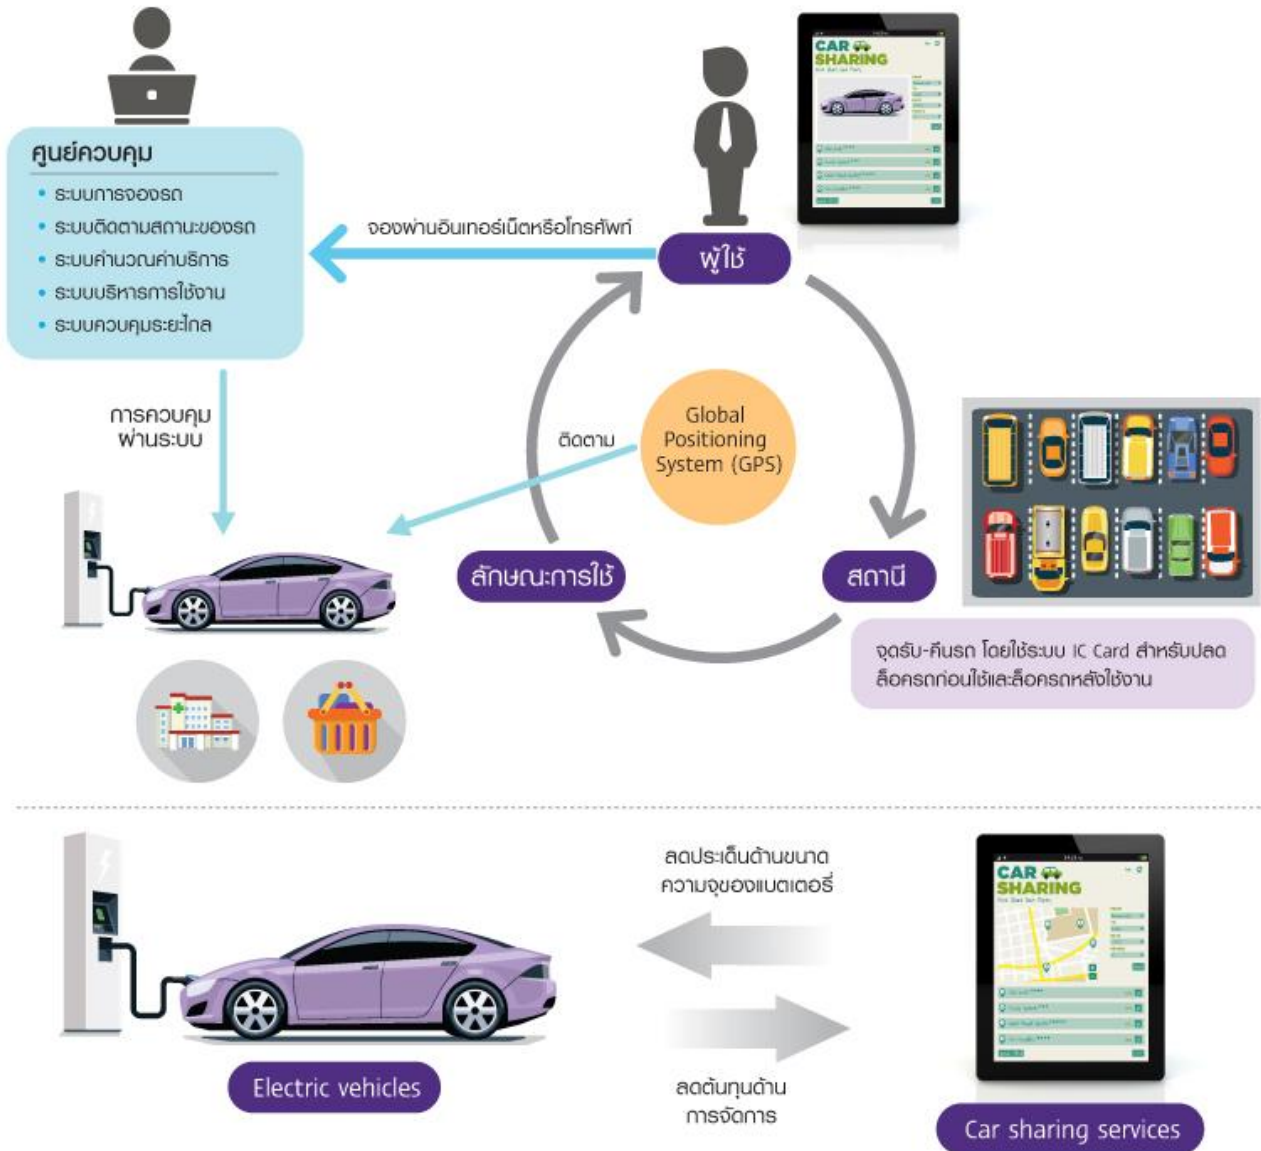 CAR
SHARING
ศูนย์ควบคุม
• ระบบการจองรถ
• ระบบติดตามสถานะของรถ
• ระบบคำนวณค่าบริการ
• ระบบบริหารการใช้งาน
• ระบบควบคุมระยะไกล
จองผ่านอินเทอร์เน็ตหรือโทรศัพท์
ผู้ใช้
การควบคุม
ผ่านระบบ
ติดตาม
Global
Positioning
System (GPS)
ลักษณะการใช้
สถานี
จุดรับ-คืนรถ โดยใช้ระบบ IC Card สำหรับปลด
ล็อครถก่อนใช้และล็อครถหลังใช้งาน
ลดประเด็นด้านขนาด
ความจุของแบตเตอรี่
CAR
SHARING
Electric vehicles
ลดต้นทุนด้าน
การจัดการ
Car sharing services